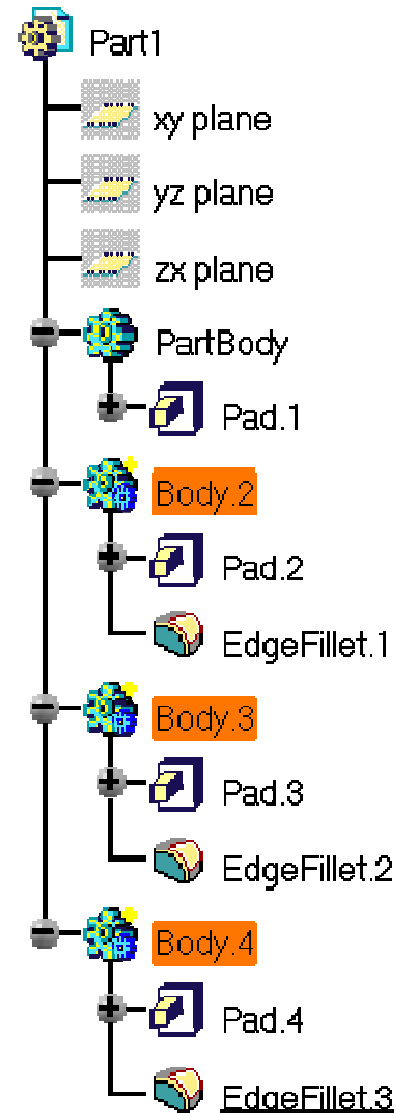 Part1
xy plane
yz plane
zx plane
PartBody
Pad.1
Body.2
Pad.2
EdgeFillet.1
Body.3
Pad.3
EdgeFillet.2
Body.4
Pad.4
EdgeFillet.3